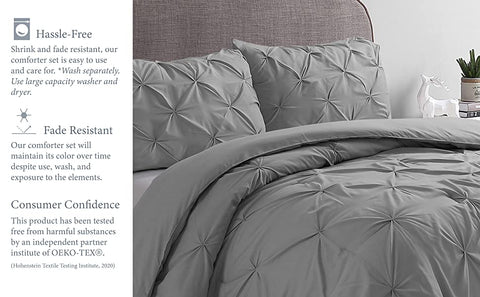 Hassle-Free
Shrink and fade resistant, our
comforter set is easy to use
and care for. *Wash separately.
Use large capacity washer and
dryer.
Fade Resistant
Our comforter set will
maintain its color over time
despite use, wash, and
exposure to the elements.
Consumer Confidence
This product has been tested
free from harmful substances
by an independent partner
institute of OEKO-TEX®.
(Hohenstein Textile Testing Institute, 2020)